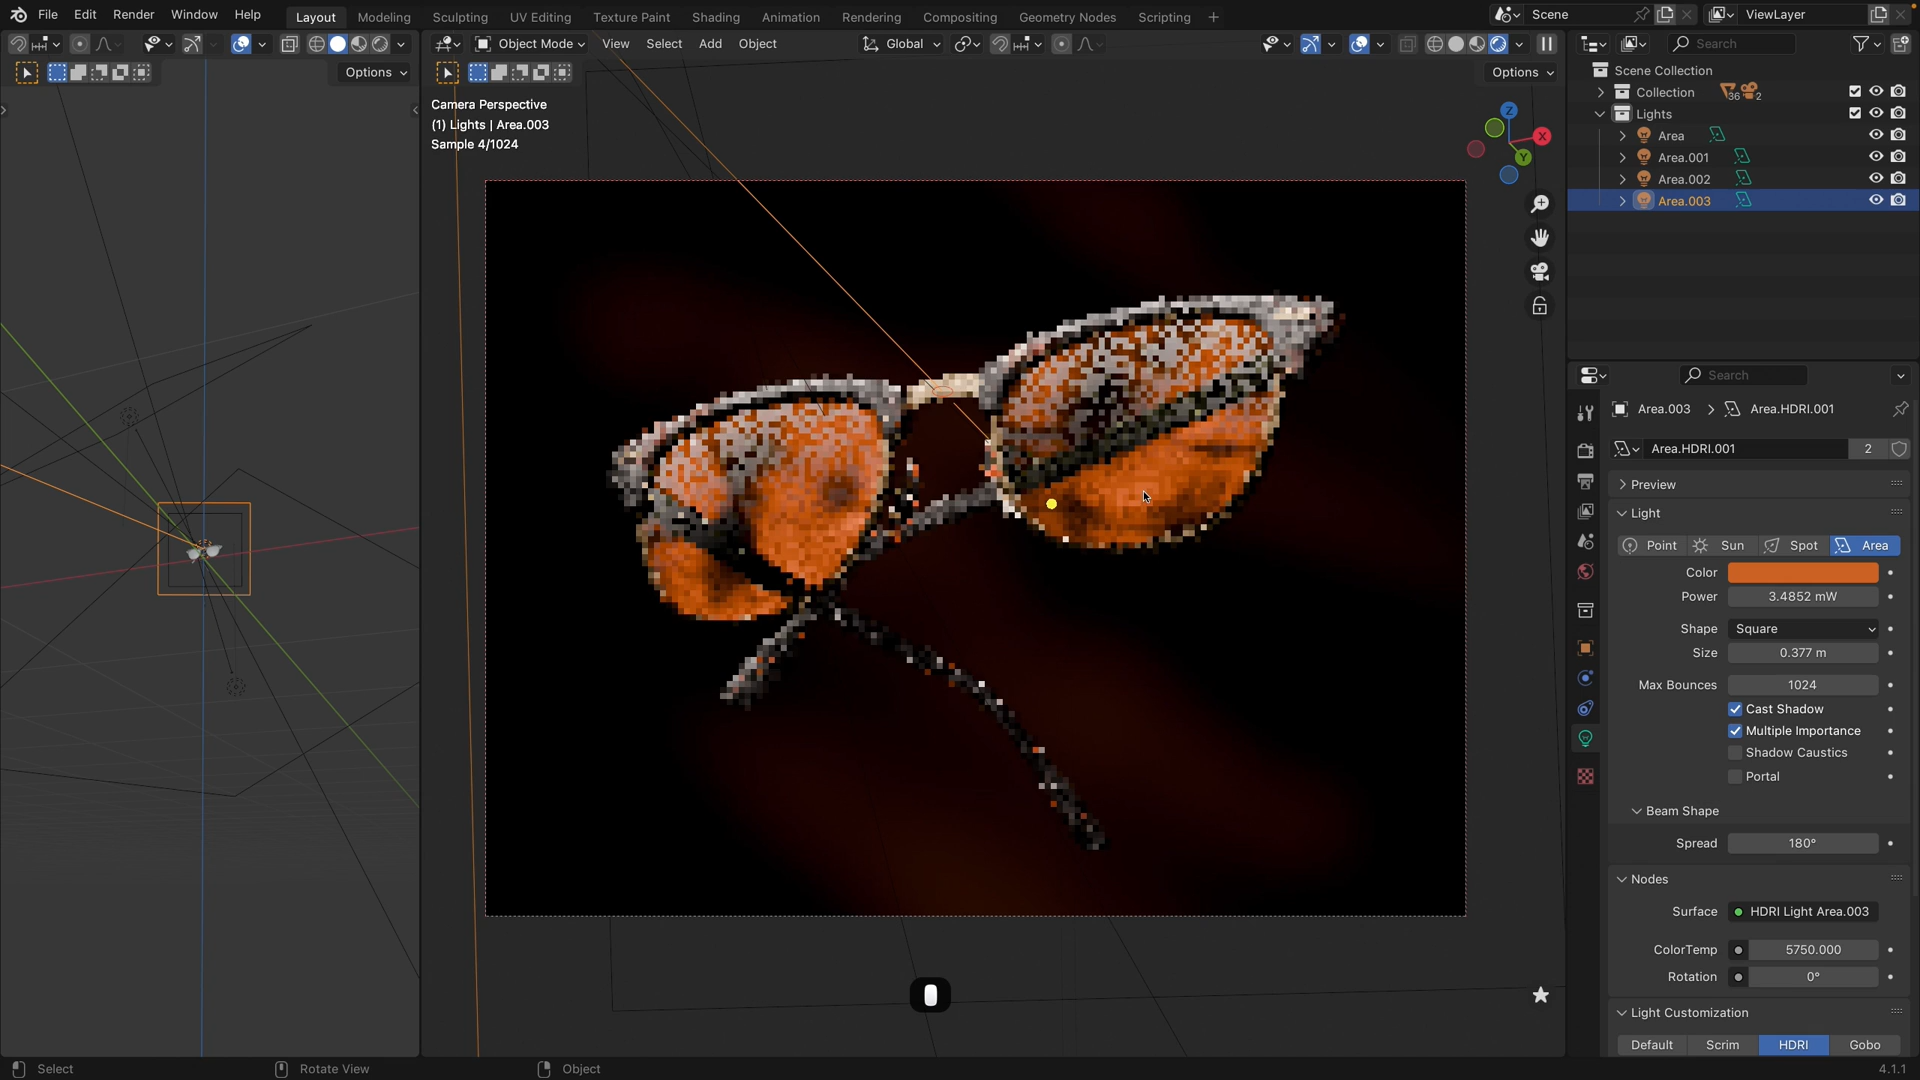 File Edit Render Window Help Layout Modeling Sculpting UV Editing Texture Paint Shading Animation Rendering Compositing Geometry Nodes Scripting + Scene ViewLayer
Object Mode View Select Add Object Global Search
Options Options
Camera Perspective
(1) Lights | Area.003
Sample 4/1024
Z
X
Y
Scene Collection
Collection 36 2
Lights
Area
Area.001
Area.002
Area.003
Search
Area.003 Area.HDRI.001
Area.HDRI.001 2
Preview
Light
Point Sun Spot Area
Color
Power 3.4852 mW
Shape Square
Size 0.377 m
Max Bounces 1024
Cast Shadow
Multiple Importance
Shadow Caustics
Portal
Beam Shape
Spread 180°
Nodes
Surface HDRI Light Area.003
ColorTemp 5750.000
Rotation 0°
Light Customization
Default Scrim HDRI Gobo
Select Rotate View Object 4.1.1